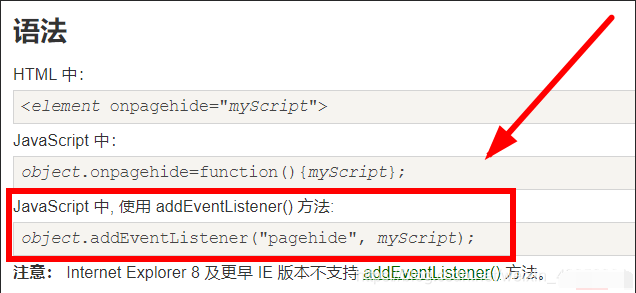 语法
HTML 中：
<element onpagehide="myScript">
JavaScript 中：
object.onpagehide=function(){myScript};
JavaScript 中, 使用 addEventListener() 方法:
object.addEventListener("pagehide", myScript);
注意： Internet Explorer 8 及更早 IE 版本不支持 addEventListener() 方法。